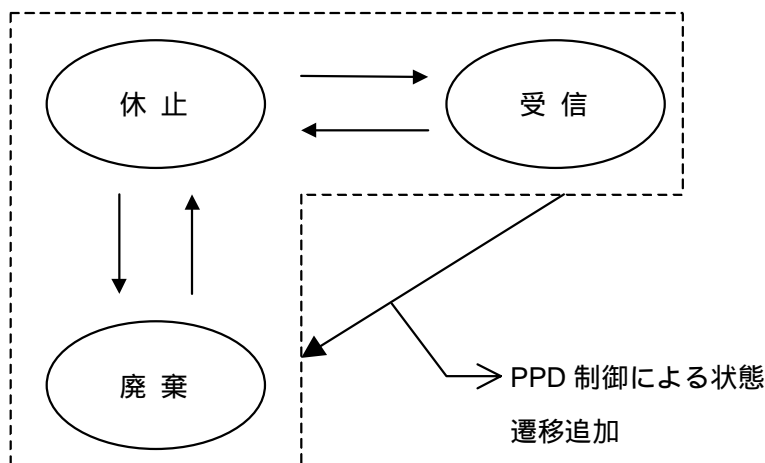 休 止
受 信
廃 棄
PPD 制御による状態
遷移追加